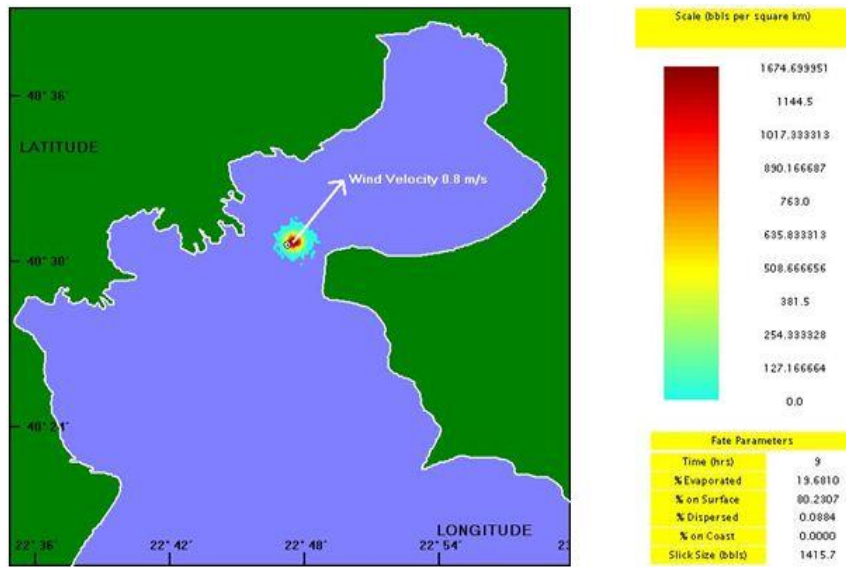 Scale (bbls per square km)
1674.699951
1144.5
1017.333313
890.166687
763.0
635.833313
508.666656
381.5
254.333328
127.166664
0.0
40° 36'
LATITUDE
Wind Velocity 8.8 m/s
40° 30'
40° 24'
LONGITUDE
22° 36' 22° 42' 22° 48' 22° 54' 23
Fate Parameters
Time (hrs) 9
% Evaporated 19.6810
% on Surface 80.2307
% Dispersed 0.0884
% on Coast 0.0000
Slick Size (bbls) 1415.7